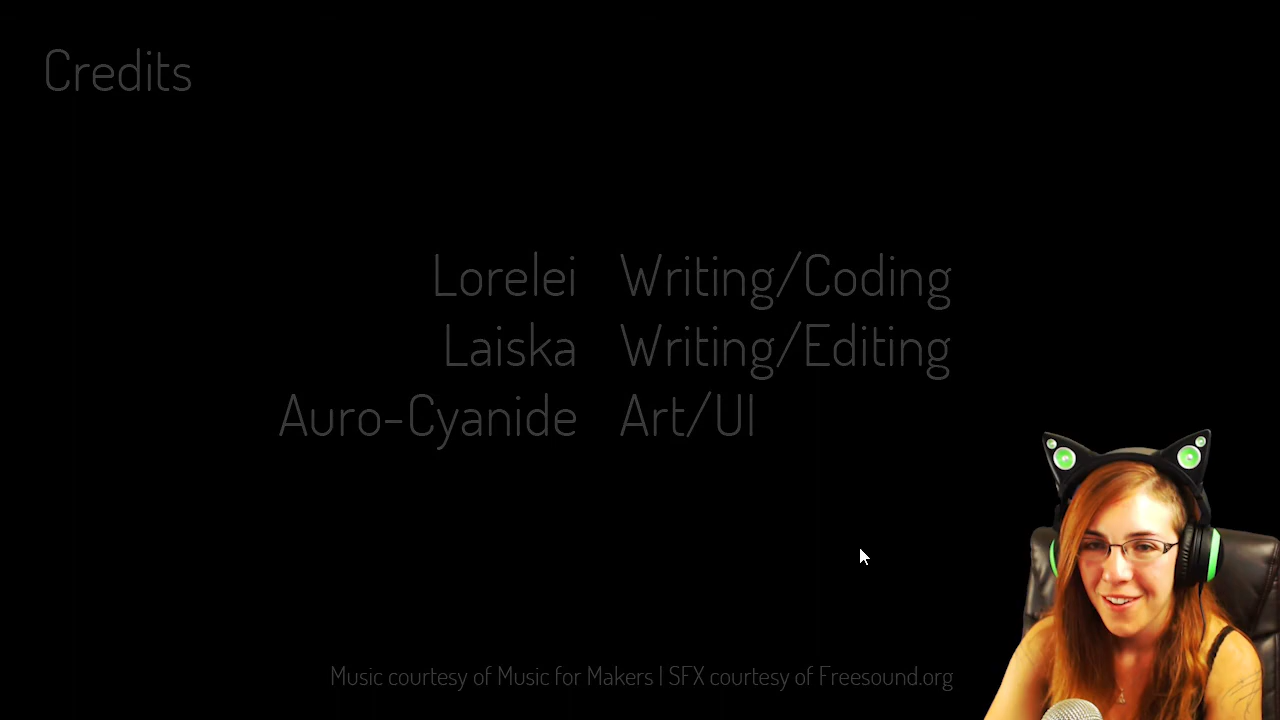 Credits
Lorelei Writing/Coding
Laiska Writing/Editing
Auro-Cyanide Art/UI
Music courtesy of Music for Makers | SFX courtesy of Freesound.org